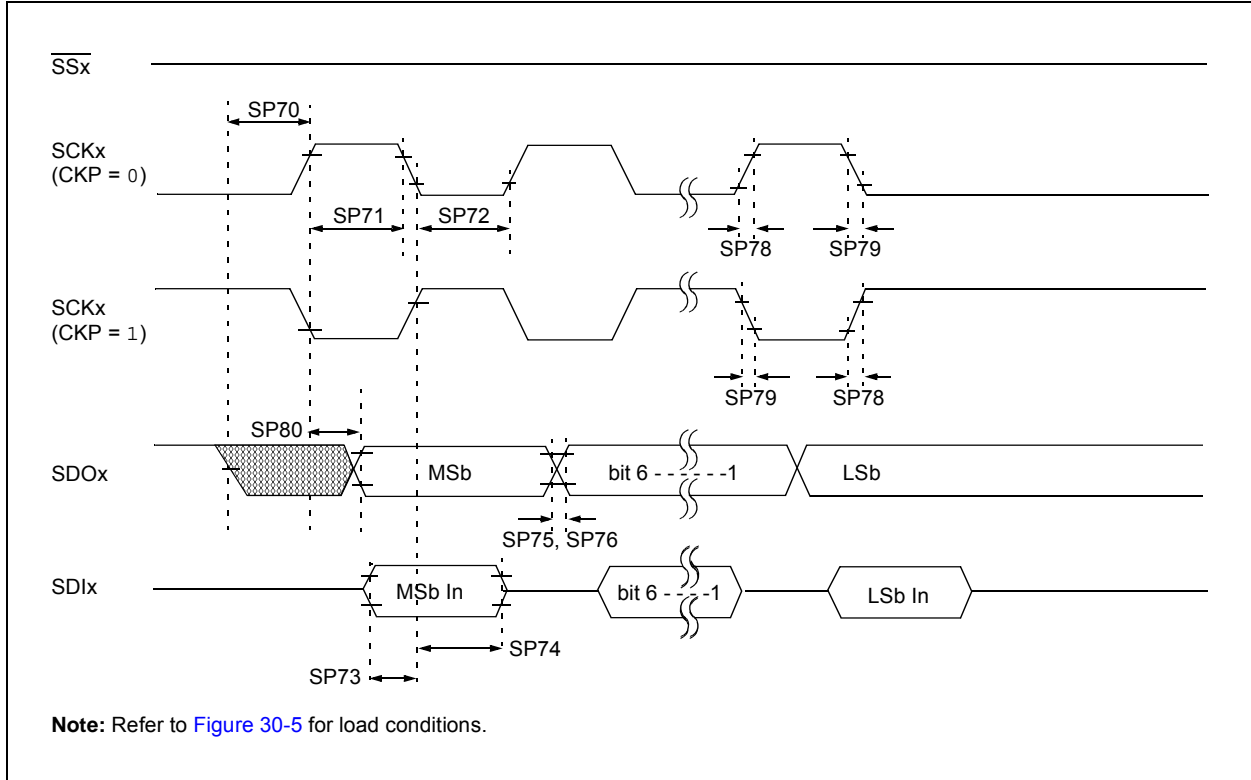 SSx
SP70
SCKx
(CKP = 0)
SP71
SP72
SP78
SP79
SCKx
(CKP = 1)
SP79
SP78
SP80
SDOx
MSb
bit 6 - - - - - -1
LSb
SP75, SP76
SDIx
MSb In
bit 6 - - - -1
LSb In
SP74
SP73
Note: Refer to Figure 30-5 for load conditions.